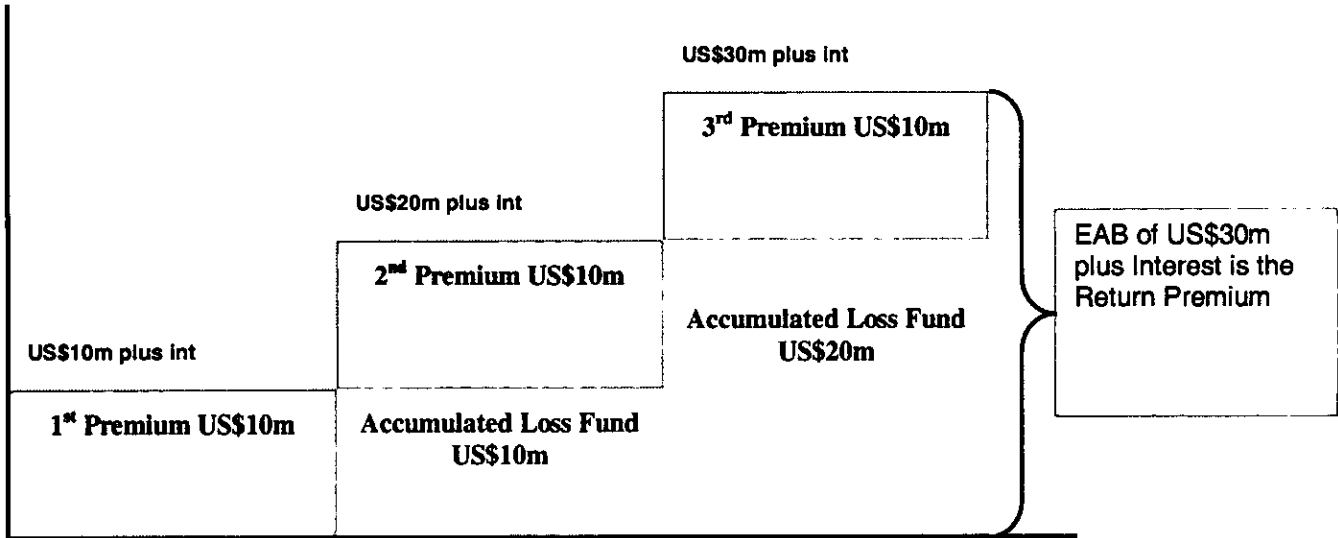 US$30m plus int
3rd Premium US$10m
US$20m plus int
2nd Premium US$10m
EAB of US$30m
plus Interest is the
Return Premium
Accumulated Loss Fund
US$20m
US$10m plus int
1st Premium US$10m
Accumulated Loss Fund
US$10m